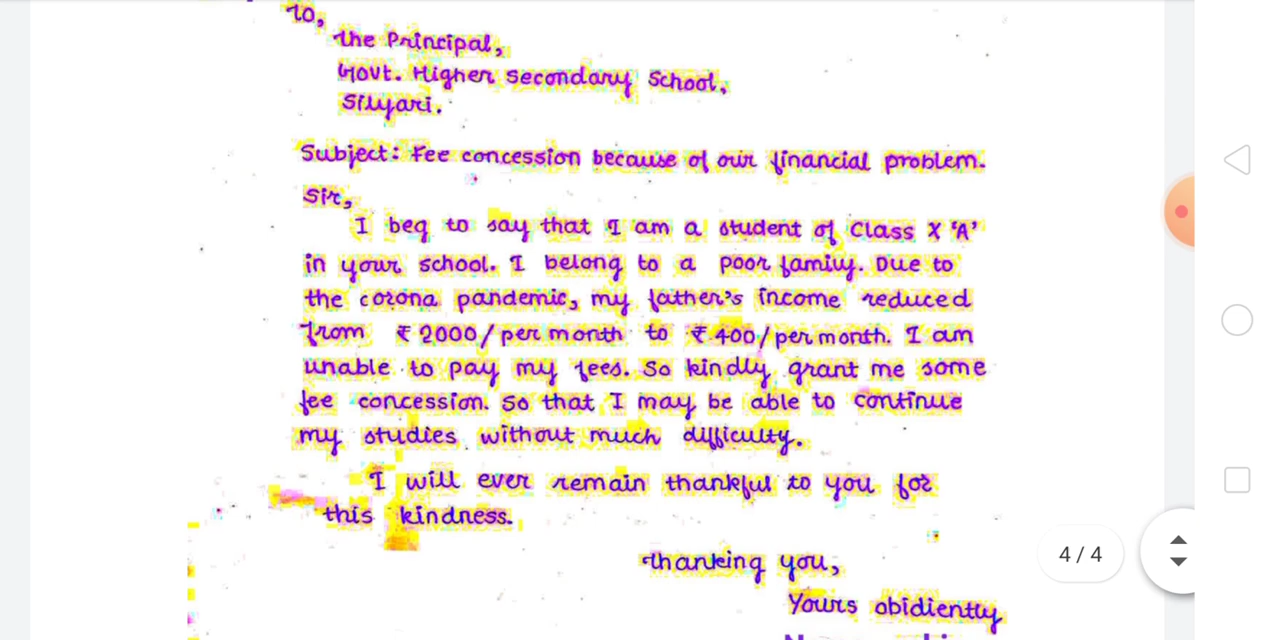 To,
the Principal,
Govt. Higher Secondary School,
Silyari.
Subject: Fee concession because of our financial problem.
Sir,
I beg to say that I am a student of Class X 'A'
in your school. I belong to a poor family. Due to
the corona pandemic, my father's income reduced
from ₹ 2000/per month to ₹ 400/per month. I am
unable to pay my fees. So kindly grant me some
fee concession. So that I may be able to continue
my studies without much difficulty.
I will ever remain thankful to you for
this kindness.
4 / 4
thanking you,
Yours obidiently